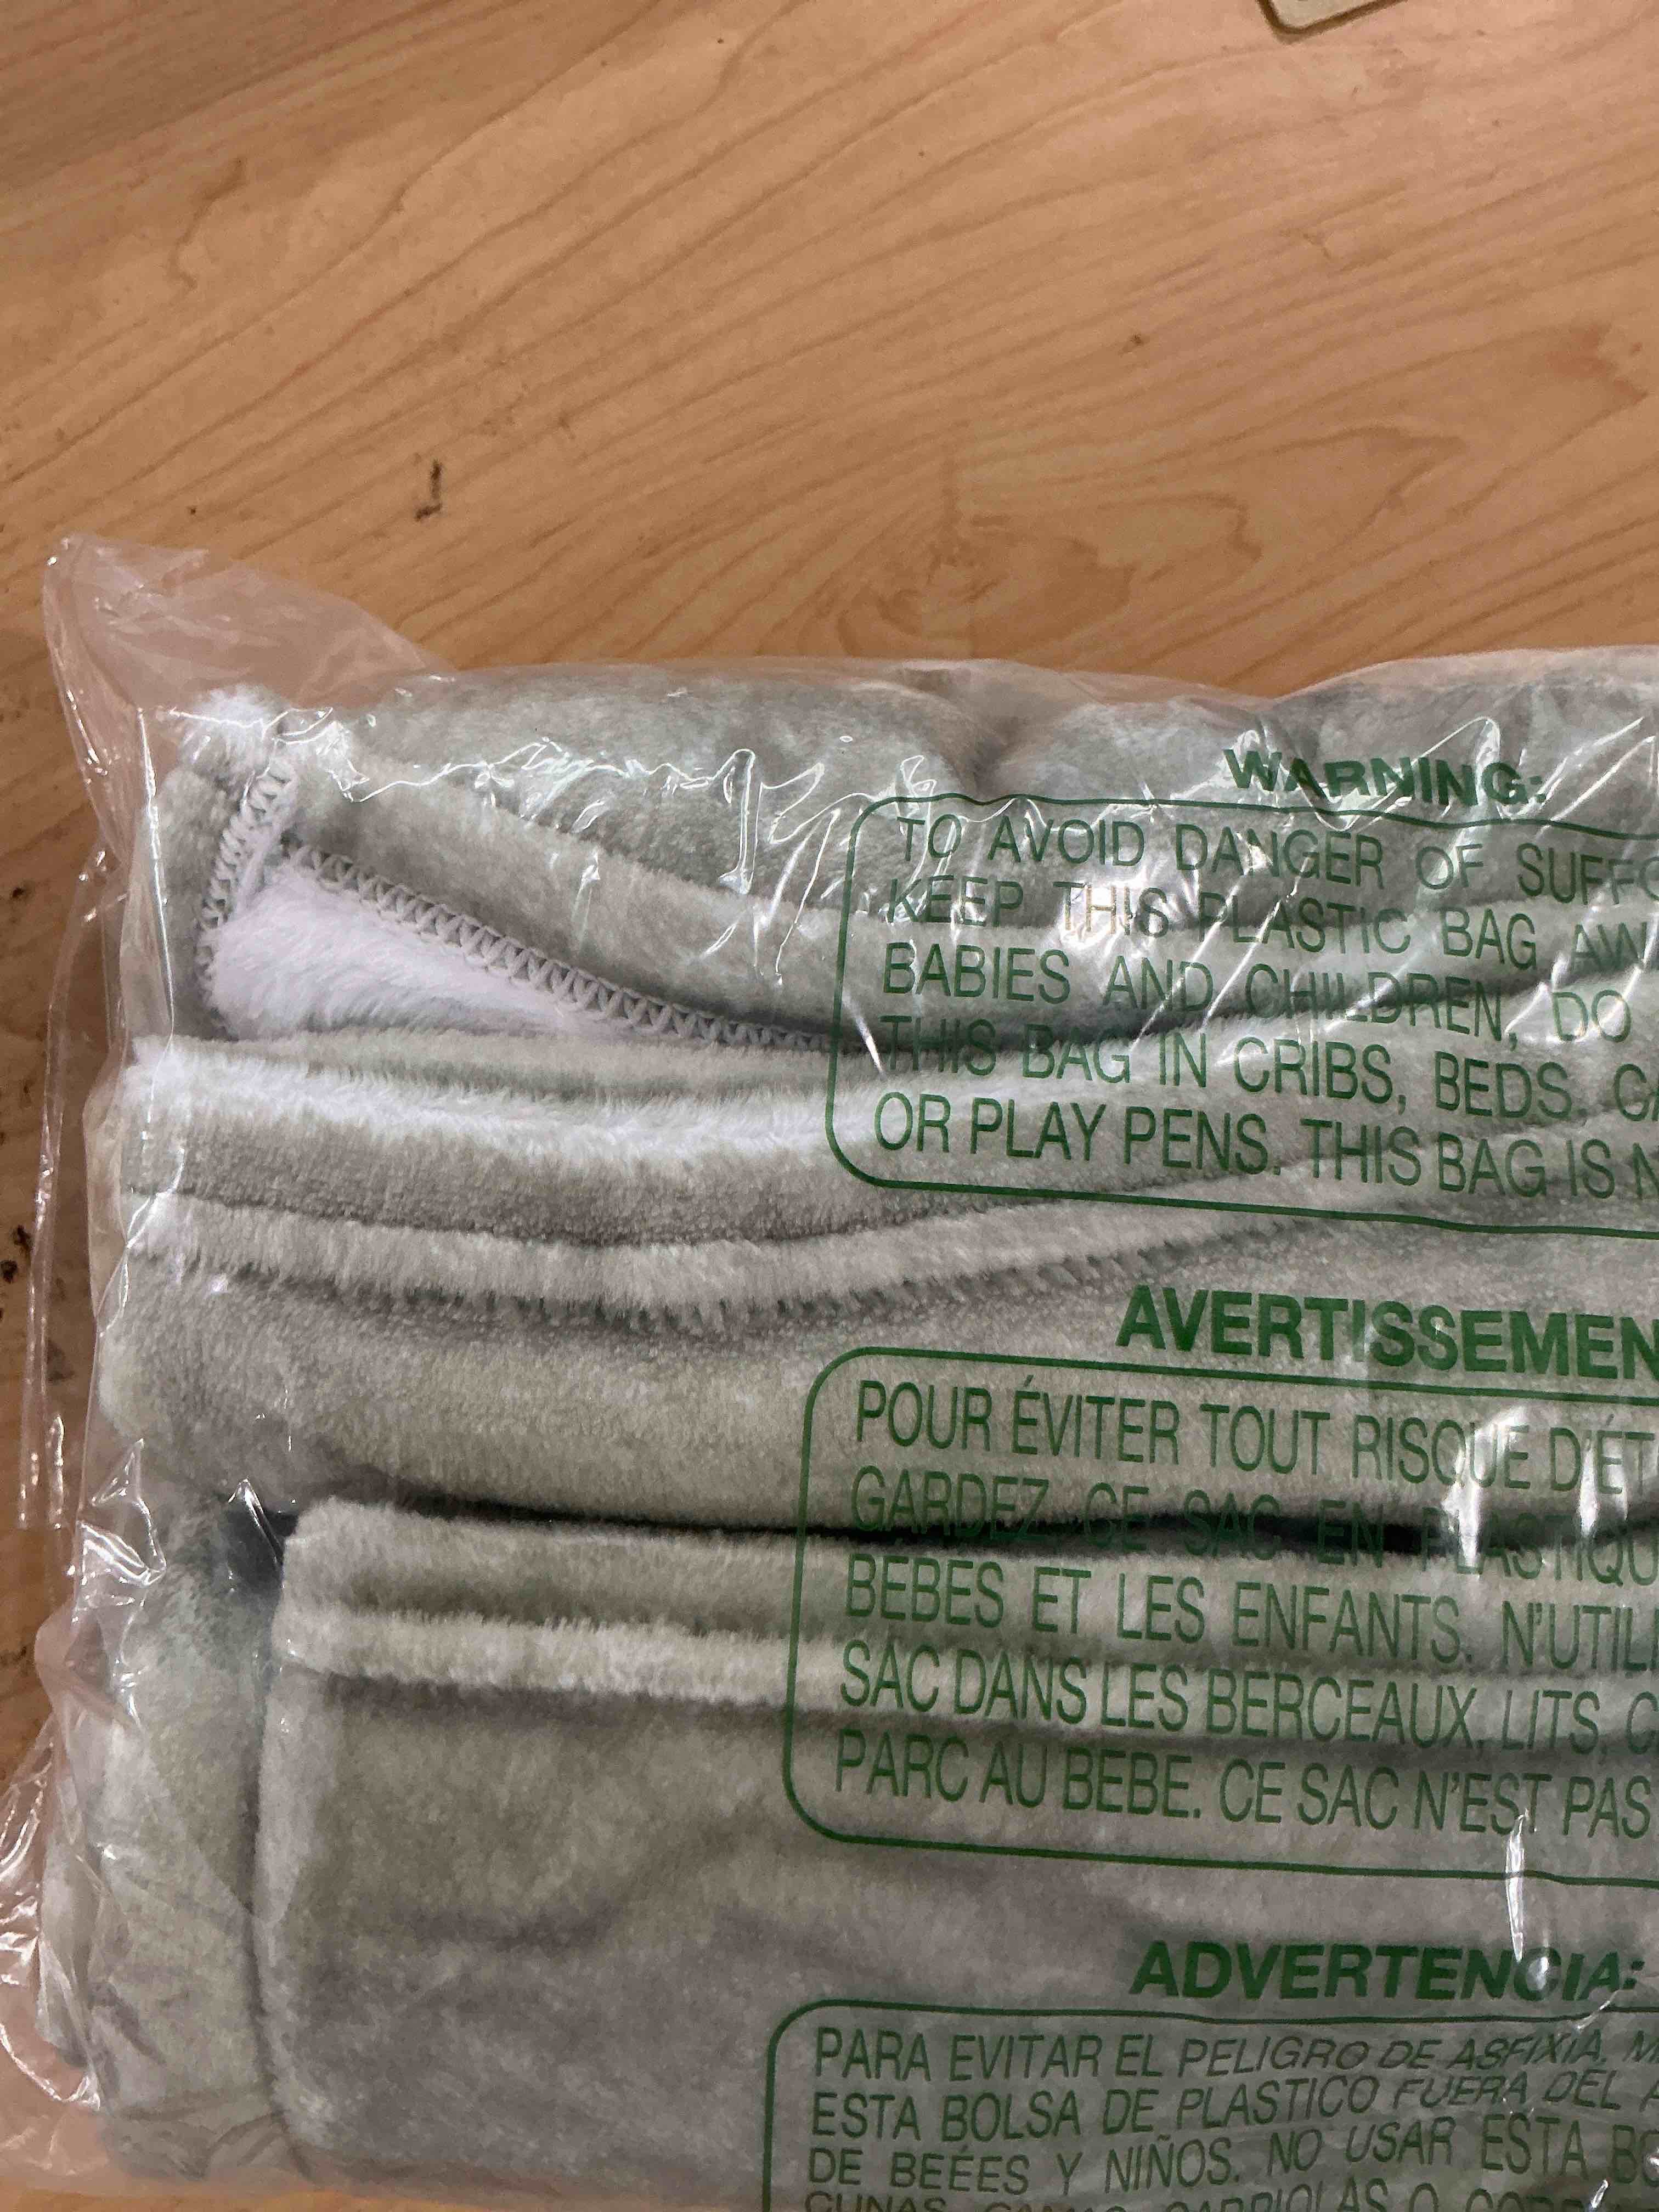 WARNING:
TO AVOID DANGER OF
KEEP THIS PLASTIC BAG
BABIES AND CHILDREN, DO
THIS BAG IN CRIBS, BEDS,
OR PLAY PENS. THIS BAG IS
AVERTISSEMEN
POUR ÉVITER TOUT RISQUE
GARDEZ CE SAC EN PLASTIQU
BEBES ET LES ENFANTS. N'UTILI
SAC DANS LES BERCEAUX, LITS,
PARC AU BEBE. CE SAC N'EST PAS
ADVERTENCIA:
PARA EVITAR EL PELIGRO DE ASFIXIA,
ESTA BOLSA DE PLASTICO FUERA DEL
DE BEÉES Y NIÑOS. NO USAR ESTA